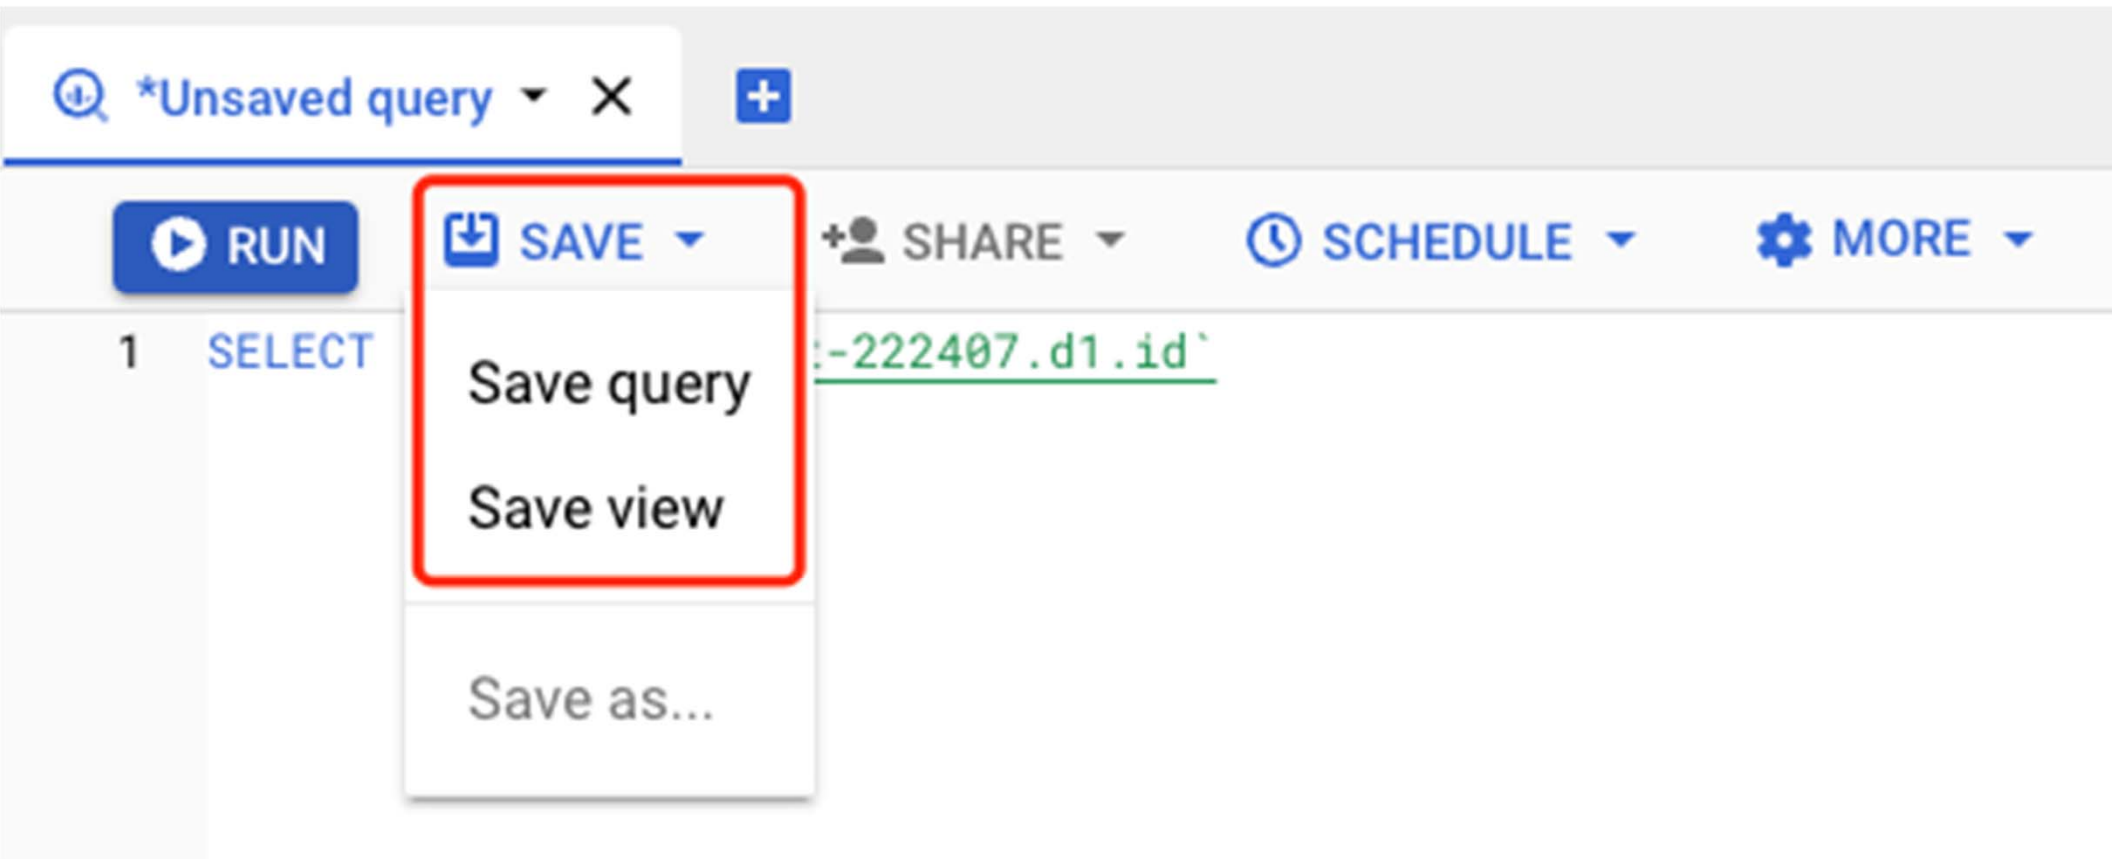 *Unsaved query
RUN SAVE SHARE SCHEDULE MORE
1 SELECT -222407.d1.id`
Save query
Save view
Save as...